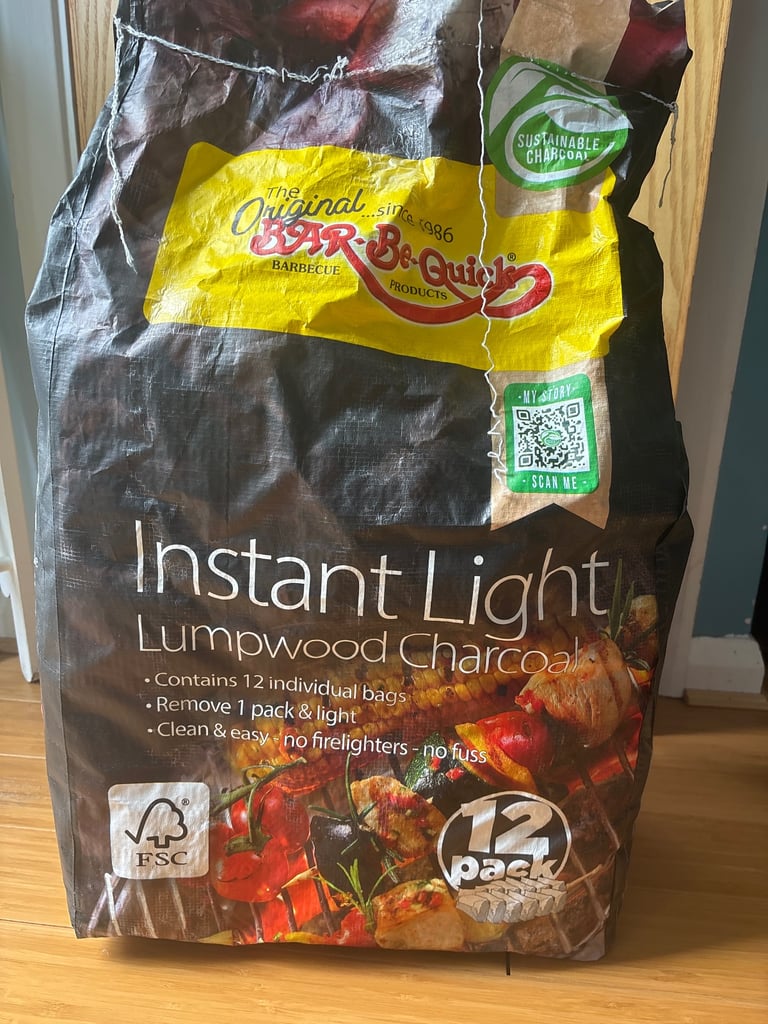 SUSTAINABLE
CHARCOAL
The
Original...since 1986
BAR-Be-Quick®
BARBECUE PRODUCTS
·MY STORY·
- SCAN ME -
Instant Light
Lumpwood Charcoal
• Contains 12 individual bags
• Remove 1 pack & light
• Clean & easy - no firelighters - no fuss
®
FSC
12
pack